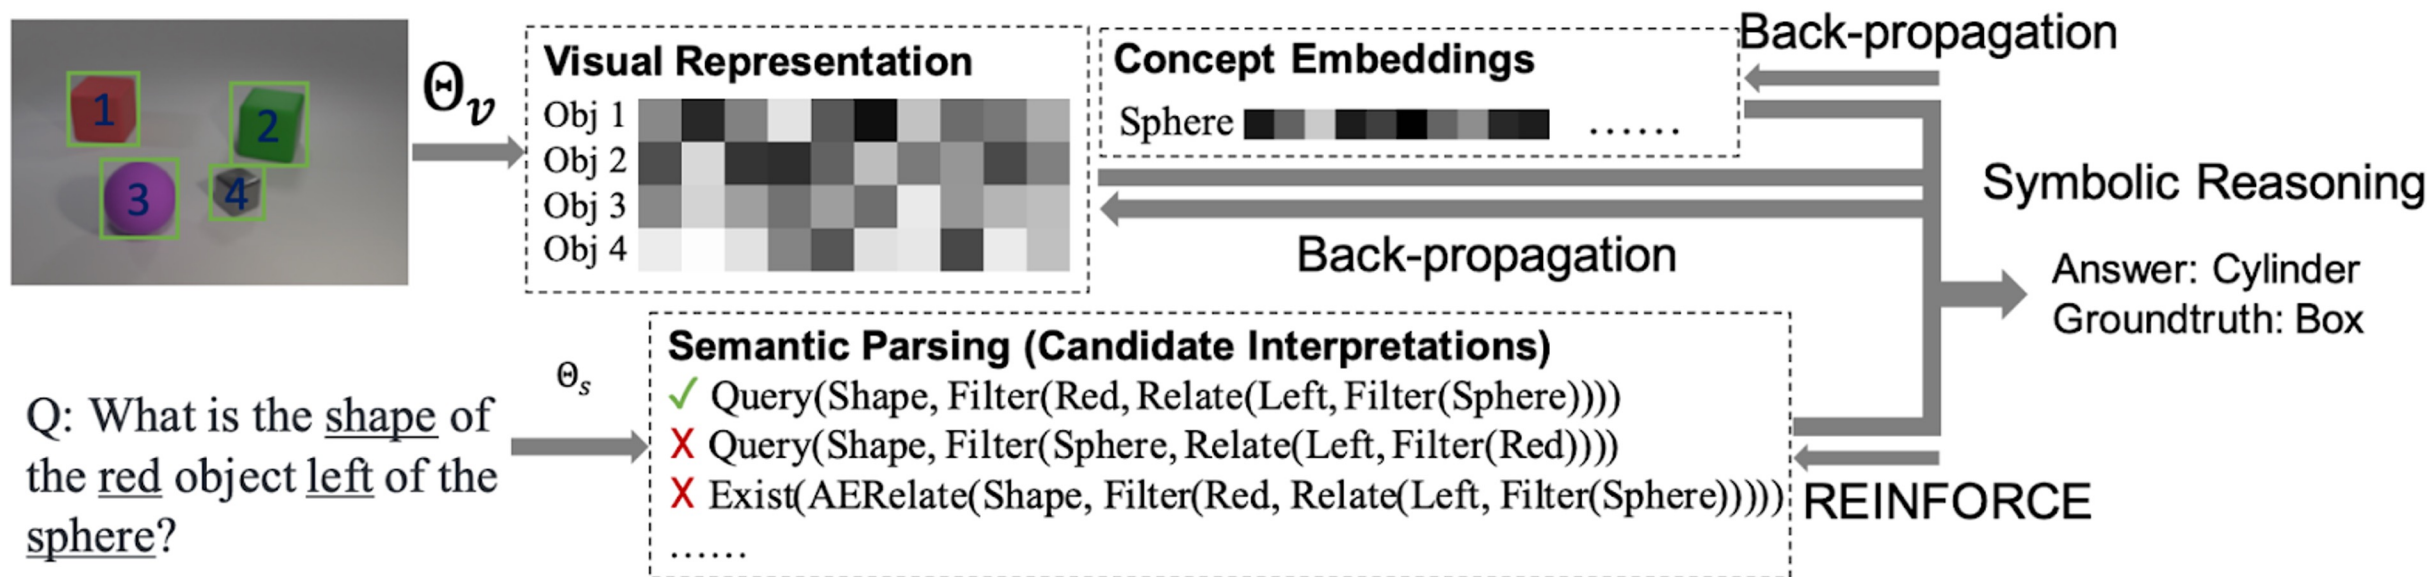 1
2
3
4
Θv
Visual Representation
Obj 1
Obj 2
Obj 3
Obj 4
Concept Embeddings
Sphere ......
Back-propagation
Back-propagation
Symbolic Reasoning
Answer: Cylinder
Groundtruth: Box
Q: What is the shape of
the red object left of the
sphere?
Θs
Semantic Parsing (Candidate Interpretations)
✓ Query(Shape, Filter(Red, Relate(Left, Filter(Sphere))))
X Query(Shape, Filter(Sphere, Relate(Left, Filter(Red))))
X Exist(AERelate(Shape, Filter(Red, Relate(Left, Filter(Sphere)))))
......
REINFORCE